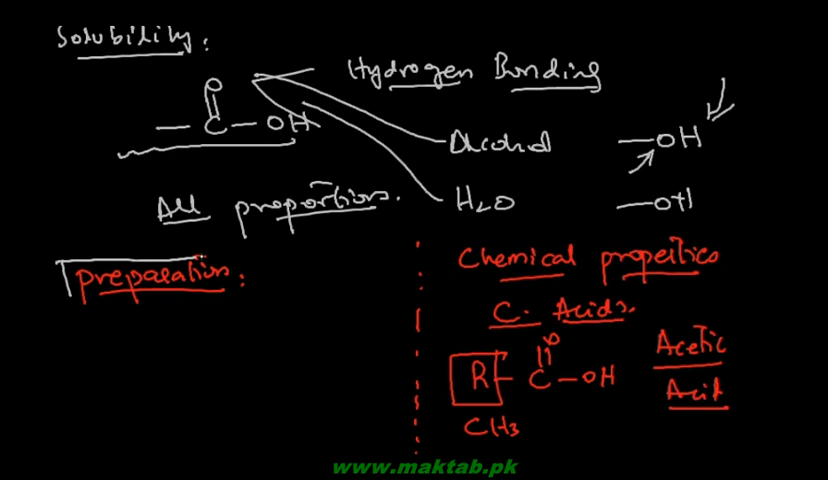 Solubility:
Hydrogen Bonding
O
— C — OH
Alcohol — OH
All proportions. H2O — OH
Preparation:
Chemical properties
C. Acids.
O
R — C — OH
Acetic
Acid
CH3
www.maktab.pk